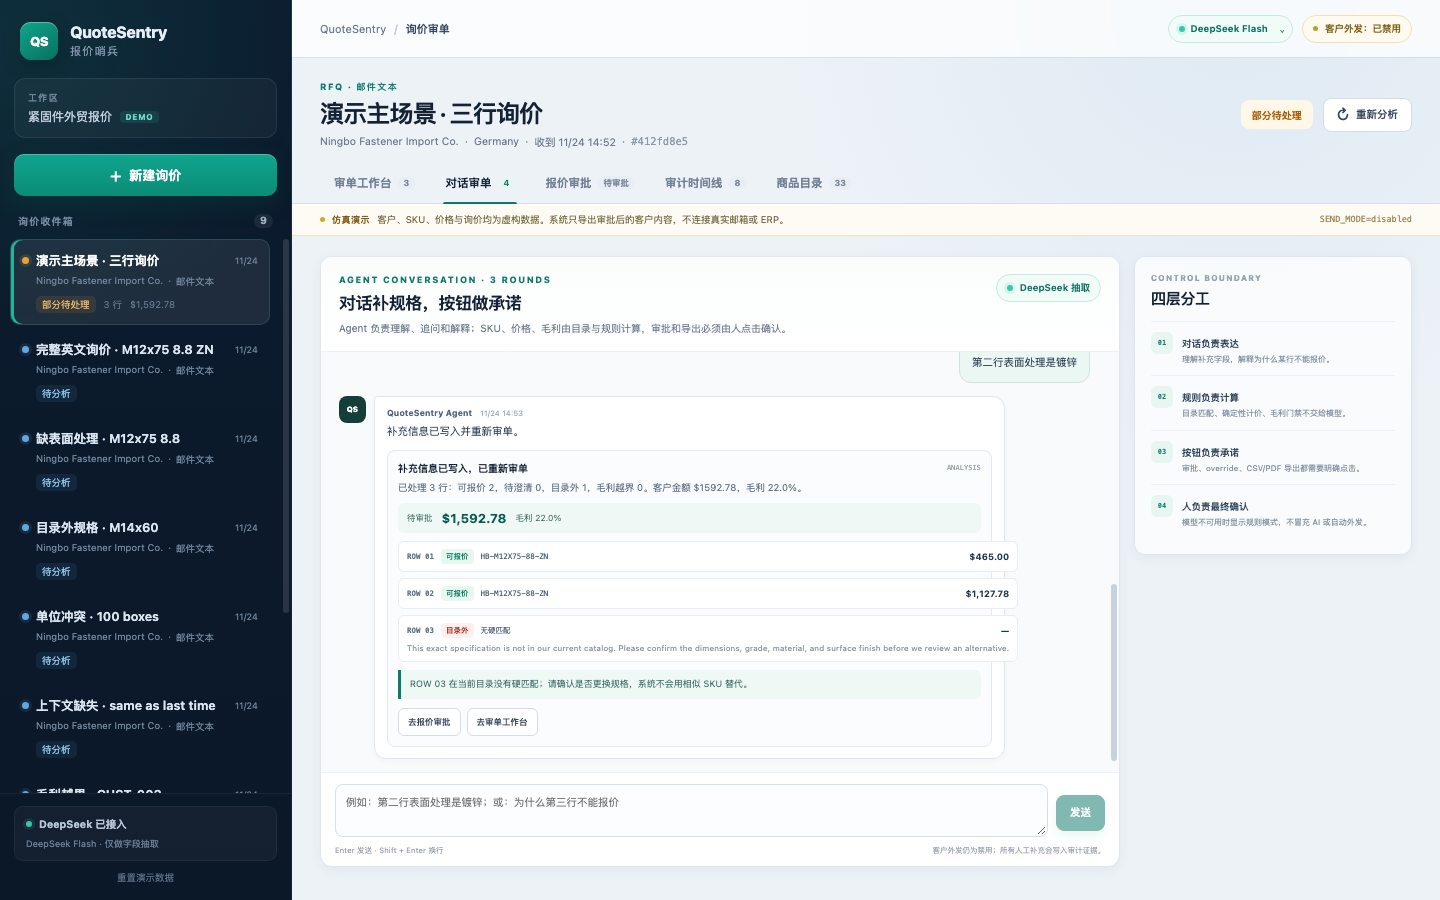 QS
QuoteSentry
报价哨兵
工作区
紧固件外贸报价 DEMO
+ 新建询价
询价收件箱 9
演示主场景 · 三行询价 11/24
Ningbo Fastener Import Co. · 邮件文本
部分待处理 3 行 $1,592.78
完整英文询价 · M12x75 8.8 ZN 11/24
Ningbo Fastener Import Co. · 邮件文本
待分析
缺表面处理 · M12x75 8.8 11/24
Ningbo Fastener Import Co. · 邮件文本
待分析
目录外规格 · M14x60 11/24
Ningbo Fastener Import Co. · 邮件文本
待分析
单位冲突 · 100 boxes 11/24
Ningbo Fastener Import Co. · 邮件文本
待分析
上下文缺失 · same as last time 11/24
Ningbo Fastener Import Co. · 邮件文本
待分析
DeepSeek 已接入
DeepSeek Flash · 仅做字段抽取
重置演示数据
QuoteSentry / 询价审单
DeepSeek Flash
客户外发：已禁用
RFQ · 邮件文本
演示主场景 · 三行询价
Ningbo Fastener Import Co. · Germany · 收到 11/24 14:52 · #412fd8e5
部分待处理
重新分析
审单工作台 3 对话审单 4 报价审批 待审批 审计时间线 8 商品目录 33
仿真演示 客户、SKU、价格与询价均为虚构数据。系统只导出审批后的客户内容，不连接真实邮箱或 ERP。
SEND_MODE=disabled
AGENT CONVERSATION · 3 ROUNDS
对话补规格，按钮做承诺
Agent 负责理解、追问和解释；SKU、价格、毛利由目录与规则计算，审批和导出必须由人点击确认。
DeepSeek 抽取
第二行表面处理是镀锌
QS
QuoteSentry Agent 11/24 14:53
补充信息已写入并重新审单。
补充信息已写入，已重新审单 ANALYSIS
已处理 3 行：可报价 2，待澄清 0，目录外 1，毛利越界 0。客户金额 $1592.78，毛利 22.0%。
待审批 $1,592.78 毛利 22.0%
ROW 01 可报价 HB-M12X75-88-ZN $465.00
ROW 02 可报价 HB-M12X75-88-ZN $1,127.78
ROW 03 目录外 无硬匹配 —
This exact specification is not in our current catalog. Please confirm the dimensions, grade, material, and surface finish before we review an alternative.
ROW 03 在当前目录没有硬匹配；请确认是否更换规格，系统不会用相似 SKU 替代。
去报价审批 去审单工作台
例如：第二行表面处理是镀锌；或：为什么第三行不能报价
发送
Enter 发送 · Shift + Enter 换行
客户外发仍为禁用；所有人工补充会写入审计证据。
CONTROL BOUNDARY
四层分工
01 对话负责表达
理解补充字段，解释为什么某行不能报价。
02 规则负责计算
目录匹配、确定性计价、毛利门禁不交给模型。
03 按钮负责承诺
审批、override、CSV/PDF 导出都需要明确点击。
04 人负责最终确认
模型不可用时显示规则模式，不冒充 AI 或自动外发。